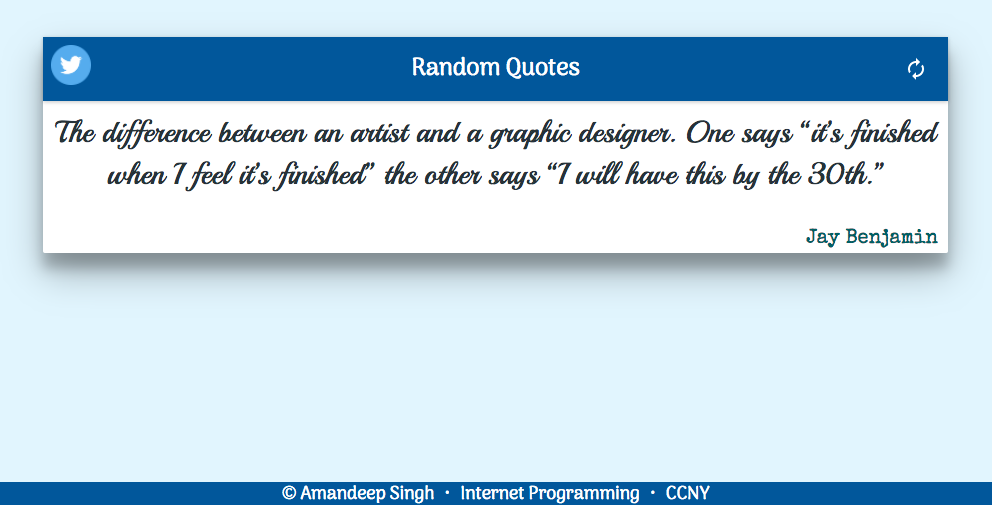 Random Quotes
The difference between an artist and a graphic designer. One says “it’s finished
when I feel it’s finished” the other says “I will have this by the 30th.”
Jay Benjamin
© Amandeep Singh • Internet Programming • CCNY